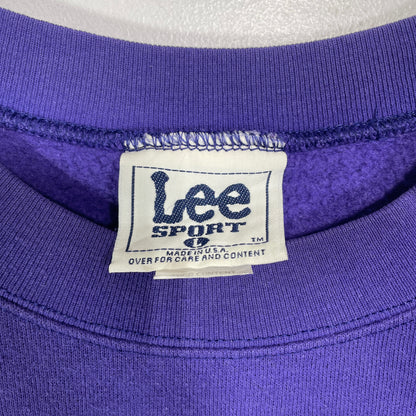 Lee
SPORT
L
TM
MADE IN U.S.A.
OVER FOR CARE AND CONTENT